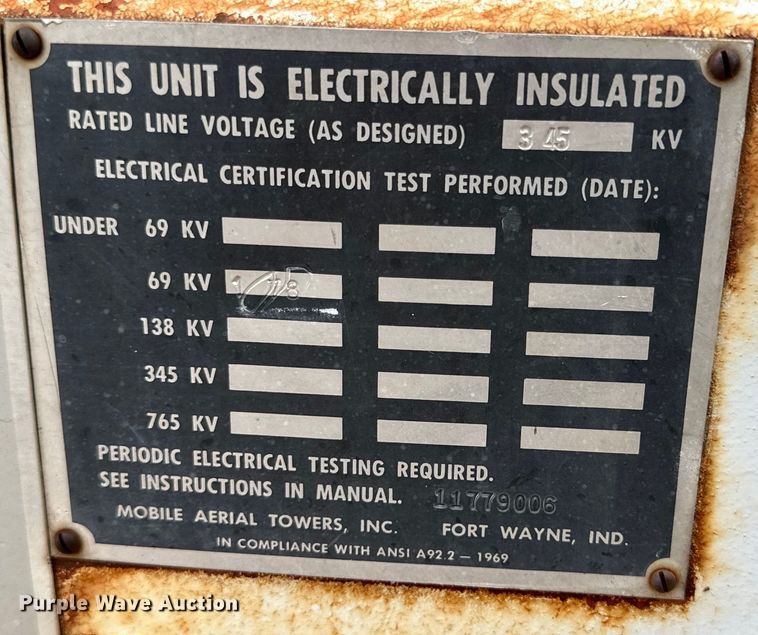 THIS UNIT IS ELECTRICALLY INSULATED
RATED LINE VOLTAGE (AS DESIGNED) 345 KV
ELECTRICAL CERTIFICATION TEST PERFORMED (DATE):
UNDER 69 KV
69 KV 1 78
138 KV
345 KV
765 KV
PERIODIC ELECTRICAL TESTING REQUIRED.
SEE INSTRUCTIONS IN MANUAL. 11779006
MOBILE AERIAL TOWERS, INC. FORT WAYNE, IND.
IN COMPLIANCE WITH ANSI A92.2 — 1969
Purple Wave Auction